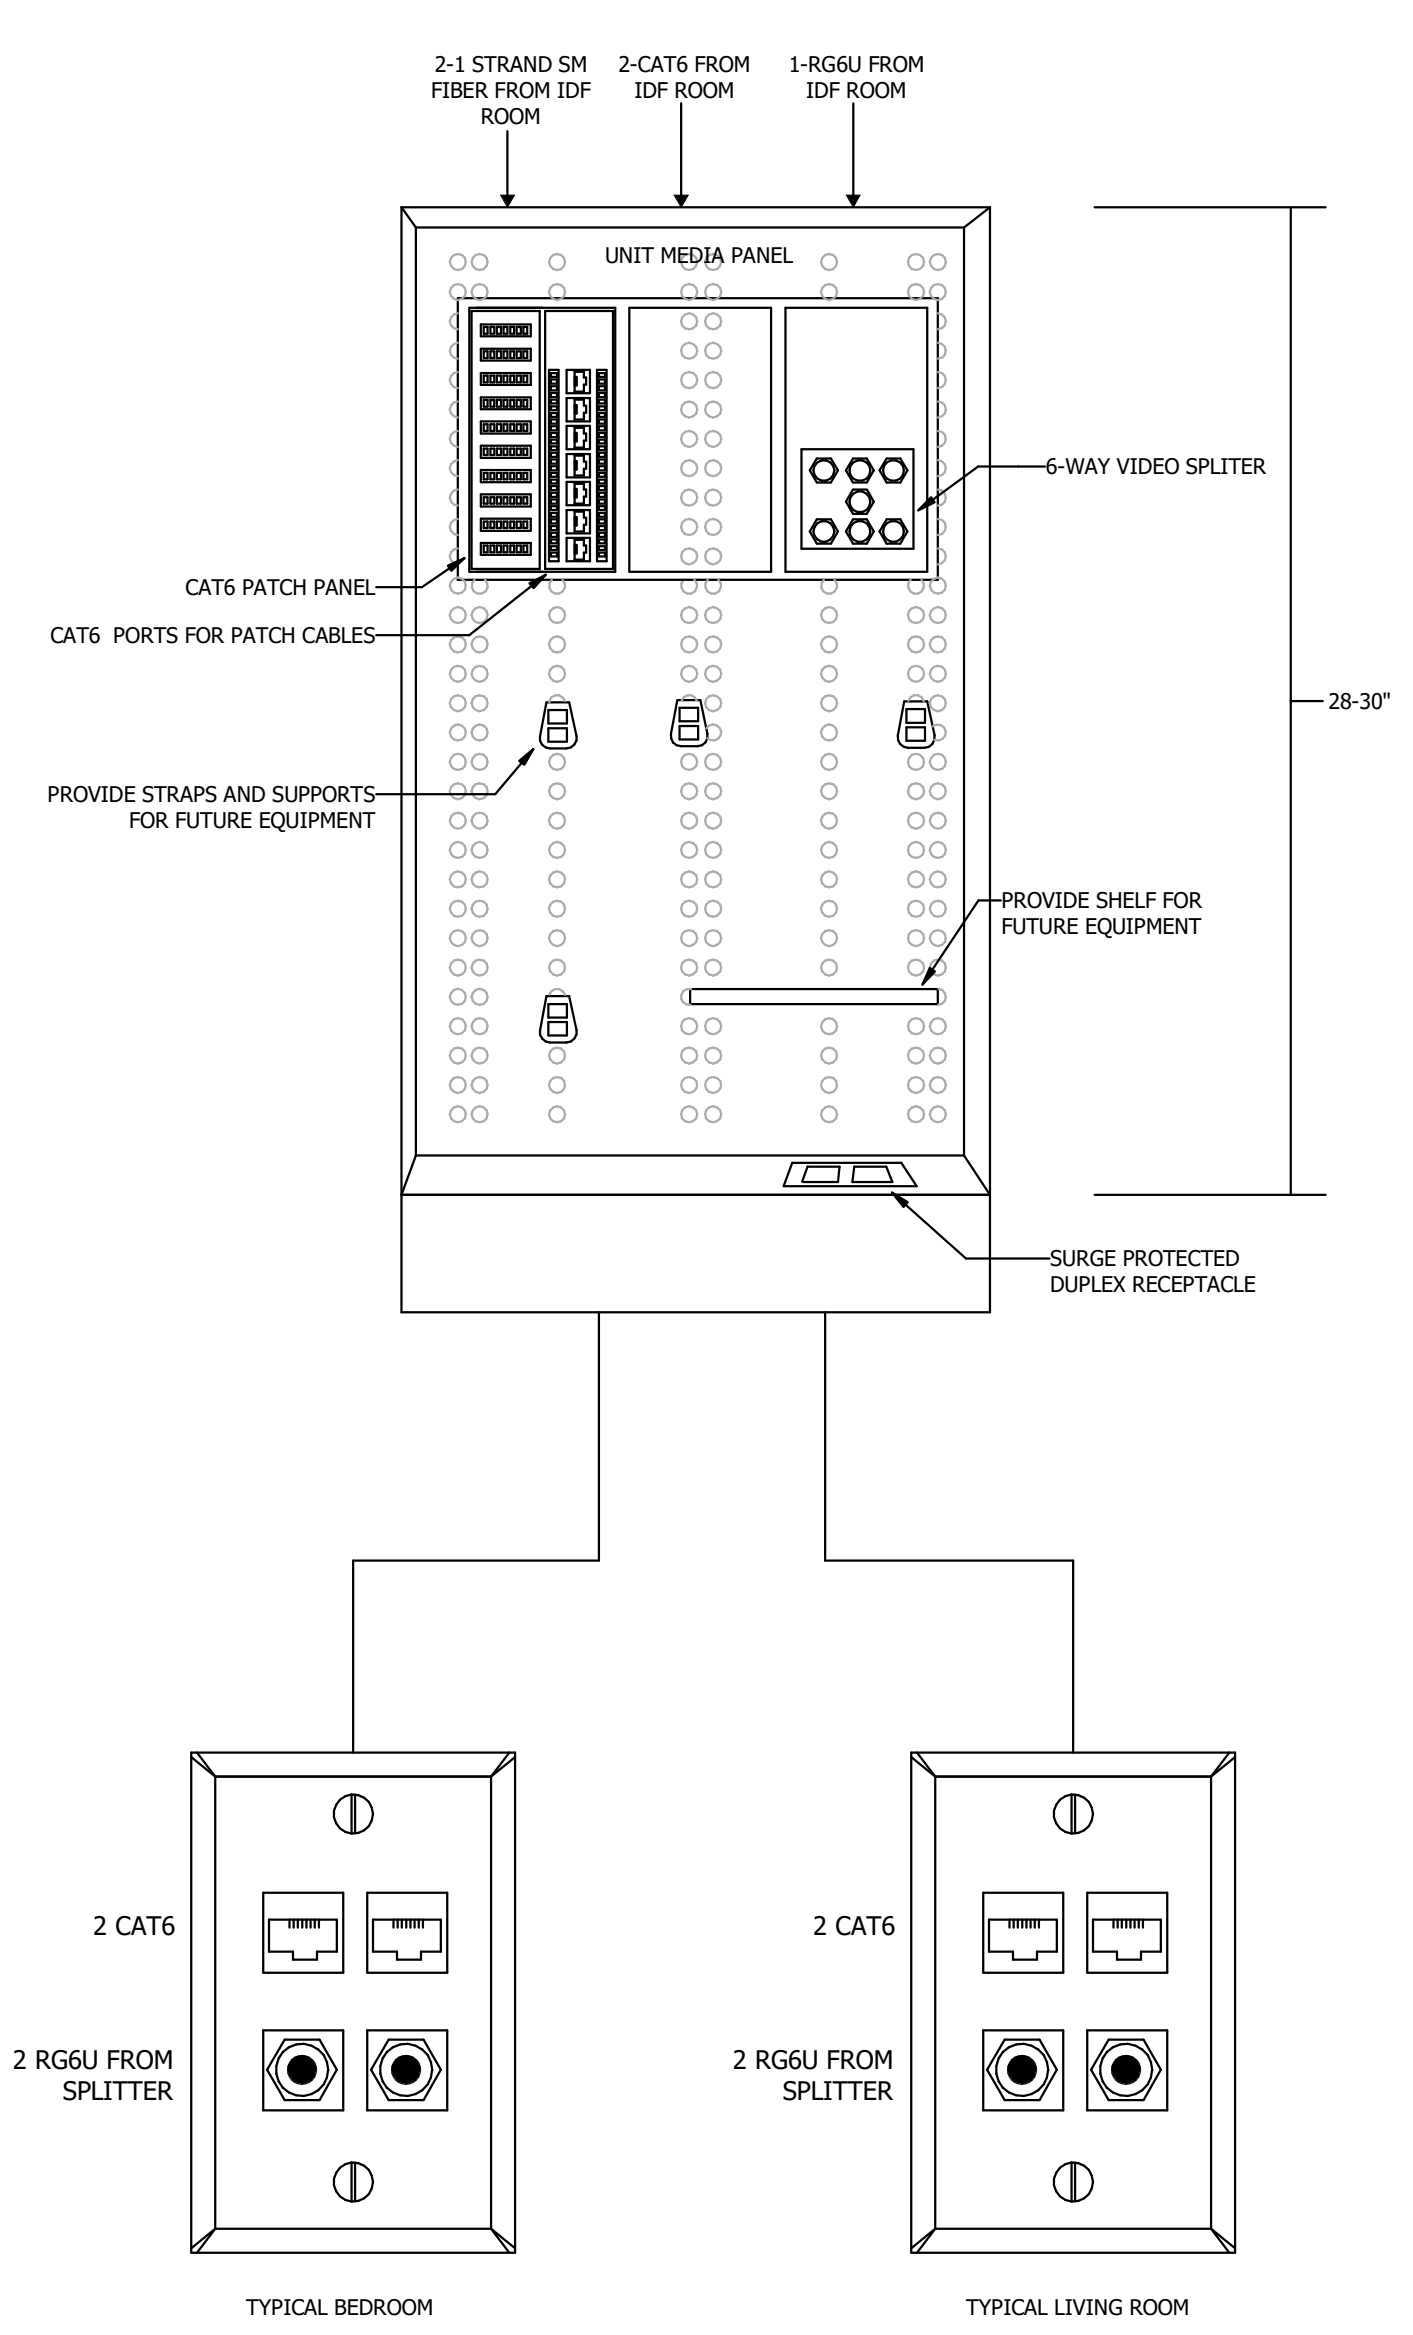 2-1 STRAND SM
FIBER FROM IDF
ROOM
2-CAT6 FROM
IDF ROOM
1-RG6U FROM
IDF ROOM
UNIT MEDIA PANEL
6-WAY VIDEO SPLITER
CAT6 PATCH PANEL
CAT6 PORTS FOR PATCH CABLES
28-30"
PROVIDE STRAPS AND SUPPORTS
FOR FUTURE EQUIPMENT
PROVIDE SHELF FOR
FUTURE EQUIPMENT
SURGE PROTECTED
DUPLEX RECEPTACLE
2 CAT6
2 RG6U FROM
SPLITTER
TYPICAL BEDROOM
2 CAT6
2 RG6U FROM
SPLITTER
TYPICAL LIVING ROOM